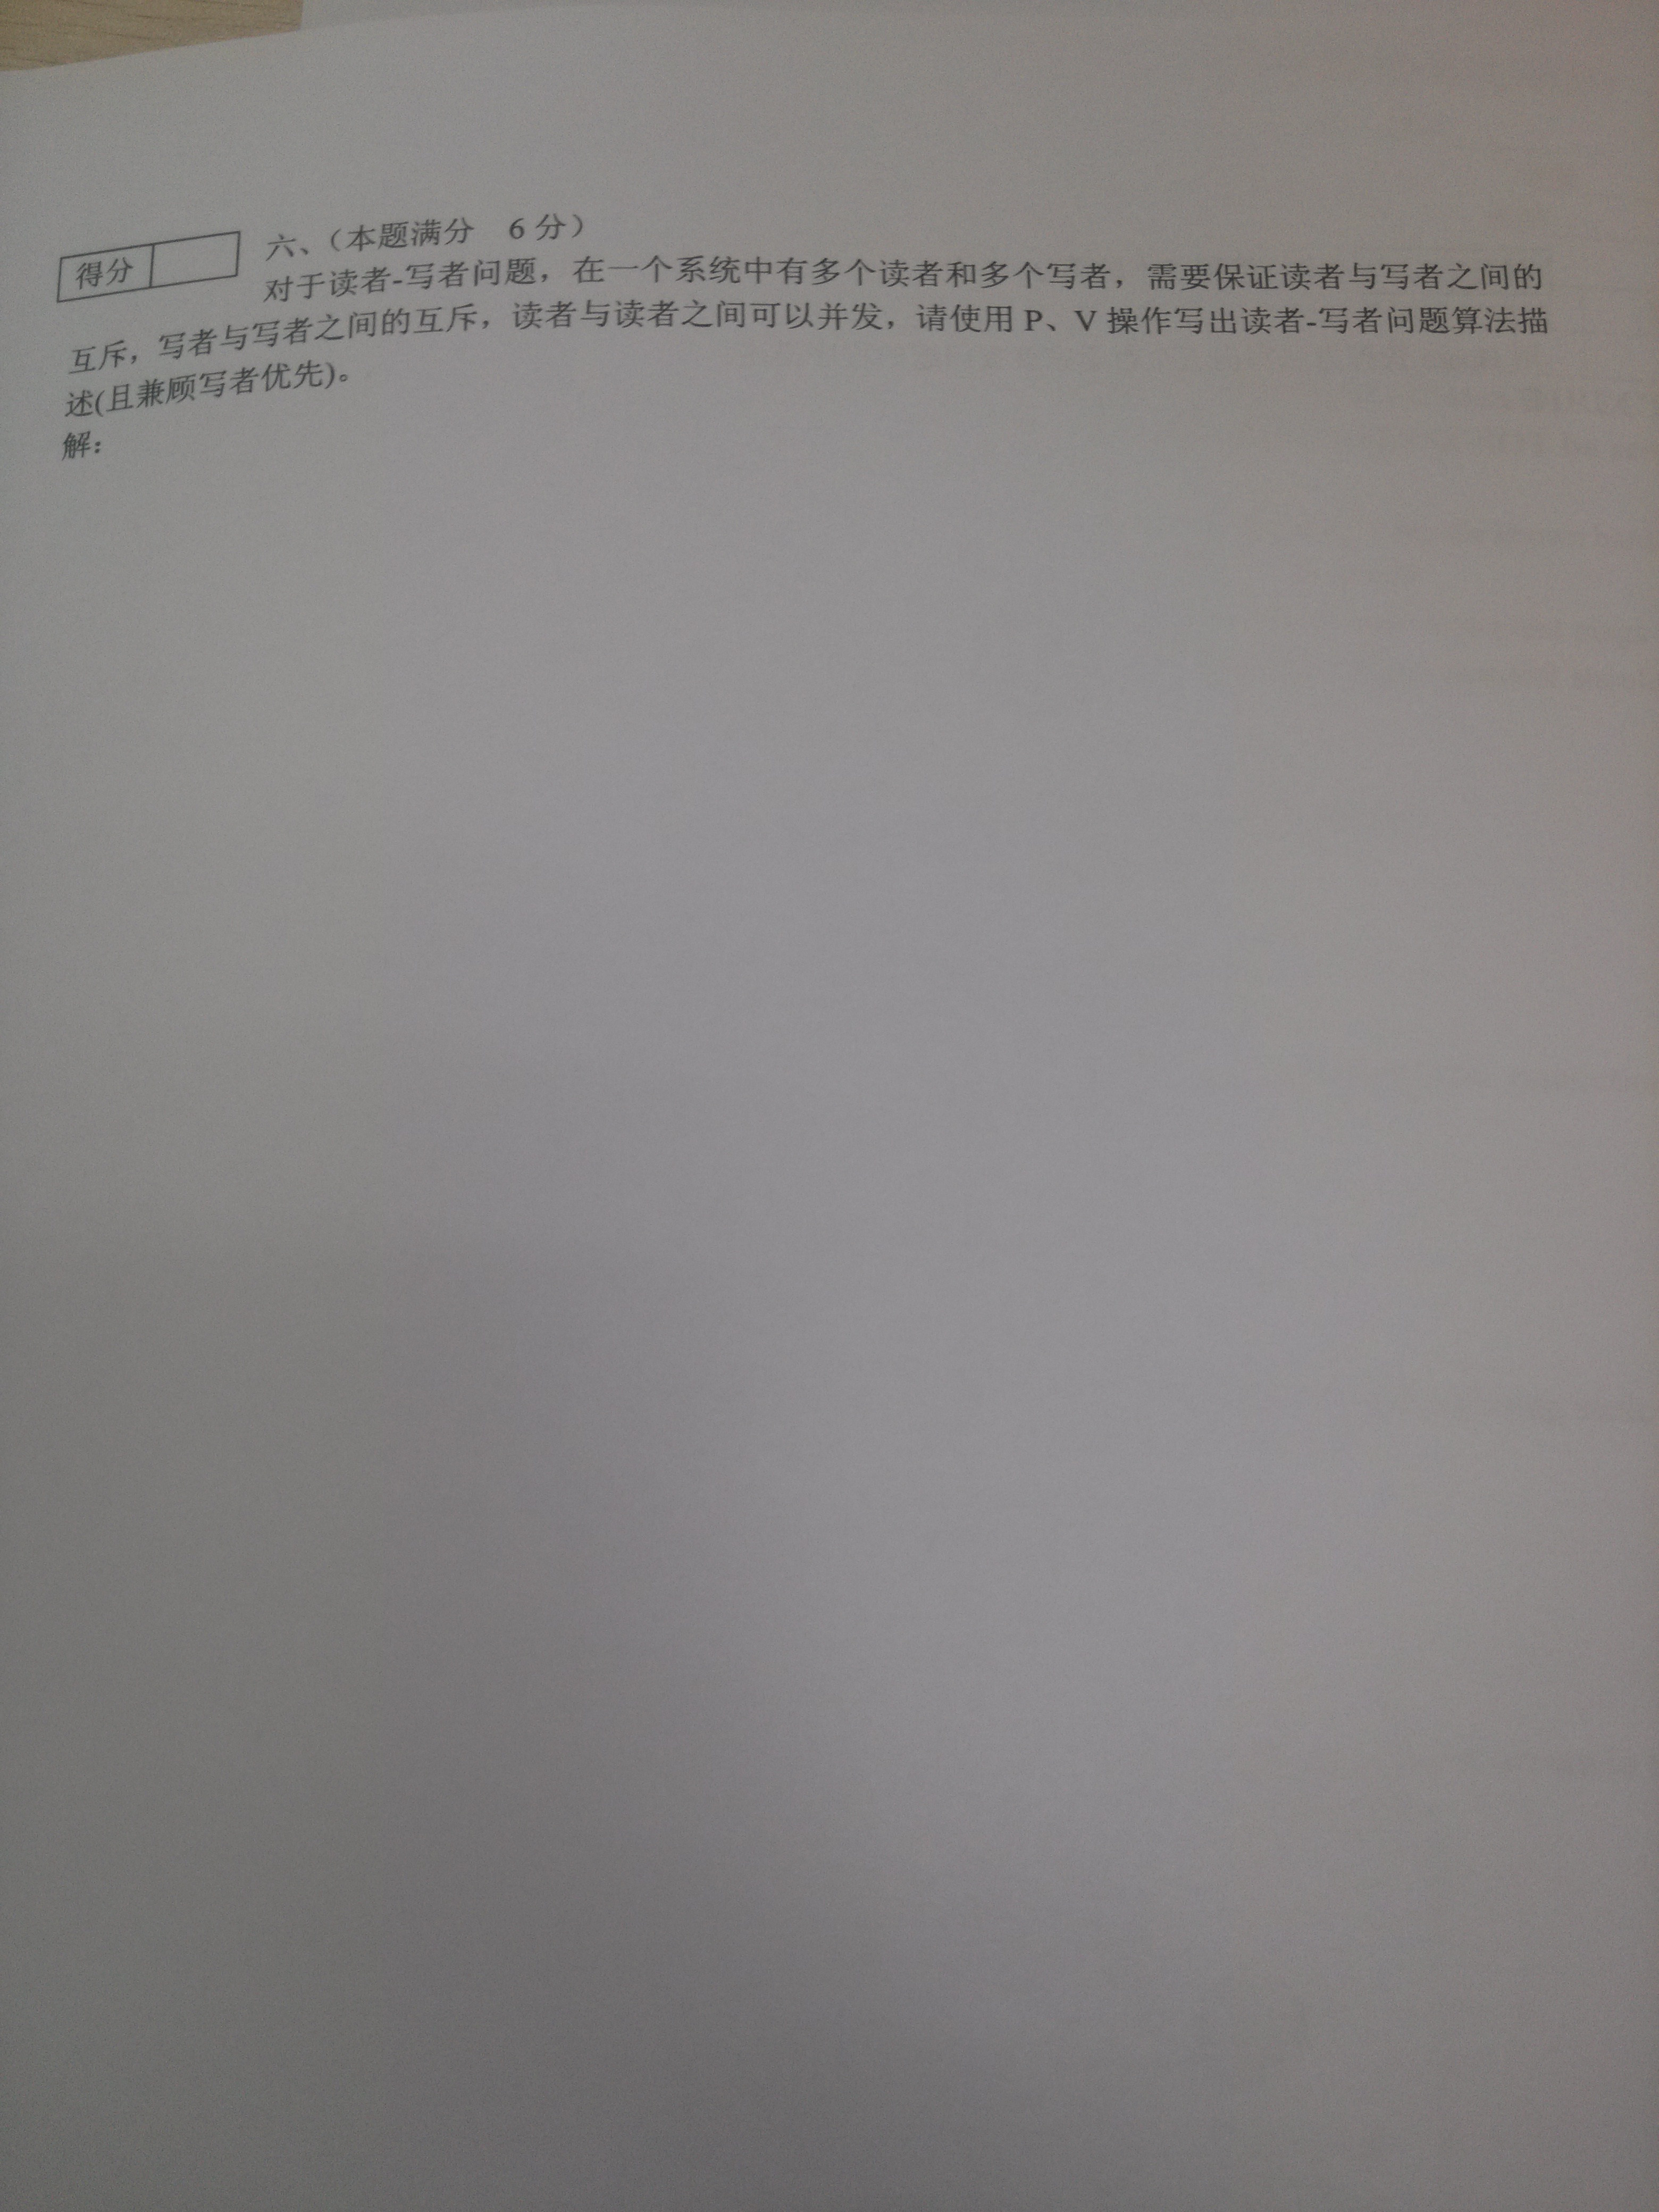 得分
六、（本题满分 6 分）
对于读者-写者问题，在一个系统中有多个读者和多个写者，需要保证读者与写者之间的
互斥，写者与写者之间的互斥，读者与读者之间可以并发，请使用 P、V 操作写出读者-写者问题算法描
述(且兼顾写者优先)。
解：